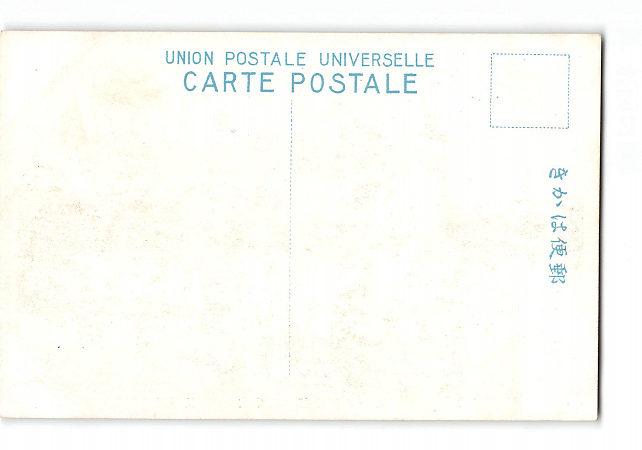 UNION POSTALE UNIVERSELLE
CARTE POSTALE
きかは便郵